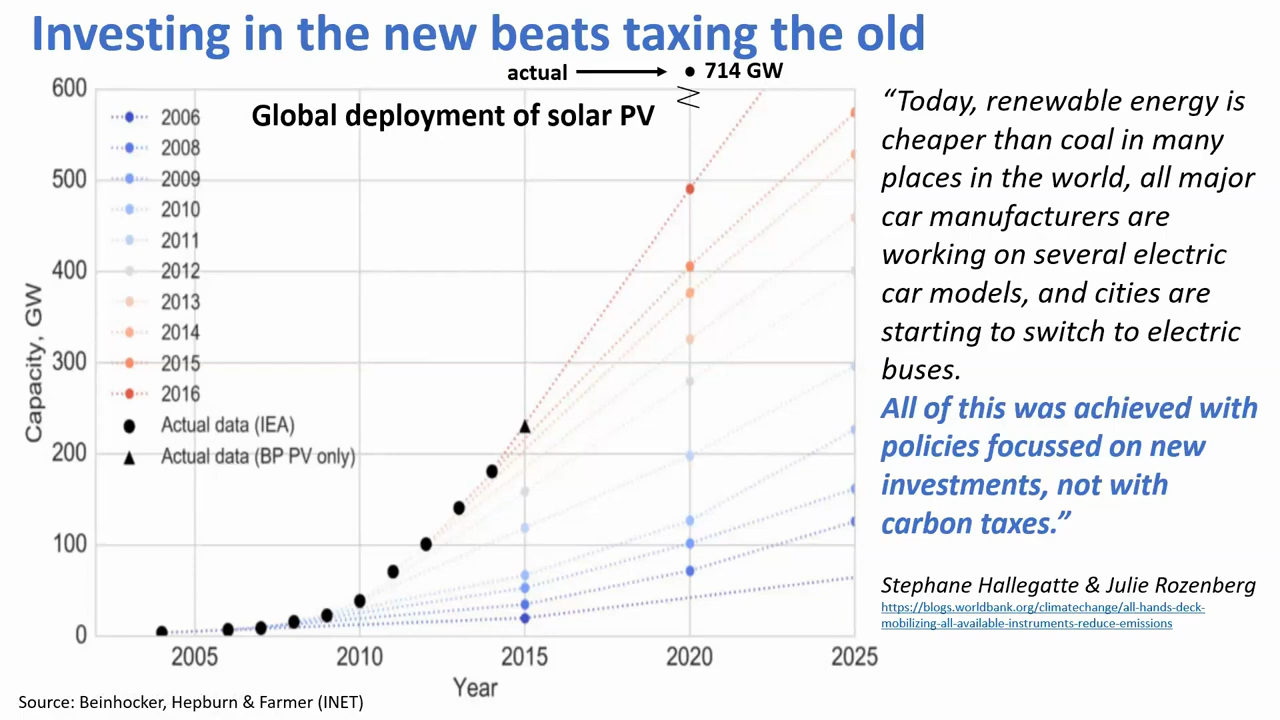 Investing in the new beats taxing the old
actual
714 GW
Global deployment of solar PV
600
500
400
300
200
100
0
Capacity, GW
2006
2008
2009
2010
2011
2012
2013
2014
2015
2016
Actual data (IEA)
Actual data (BP PV only)
2005
2010
2015
2020
2025
Year
Source: Beinhocker, Hepburn & Farmer (INET)
“Today, renewable energy is
cheaper than coal in many
places in the world, all major
car manufacturers are
working on several electric
car models, and cities are
starting to switch to electric
buses.
All of this was achieved with
policies focussed on new
investments, not with
carbon taxes.”
Stephane Hallegatte & Julie Rozenberg
https://blogs.worldbank.org/climatechange/all-hands-deck-
mobilizing-all-available-instruments-reduce-emissions